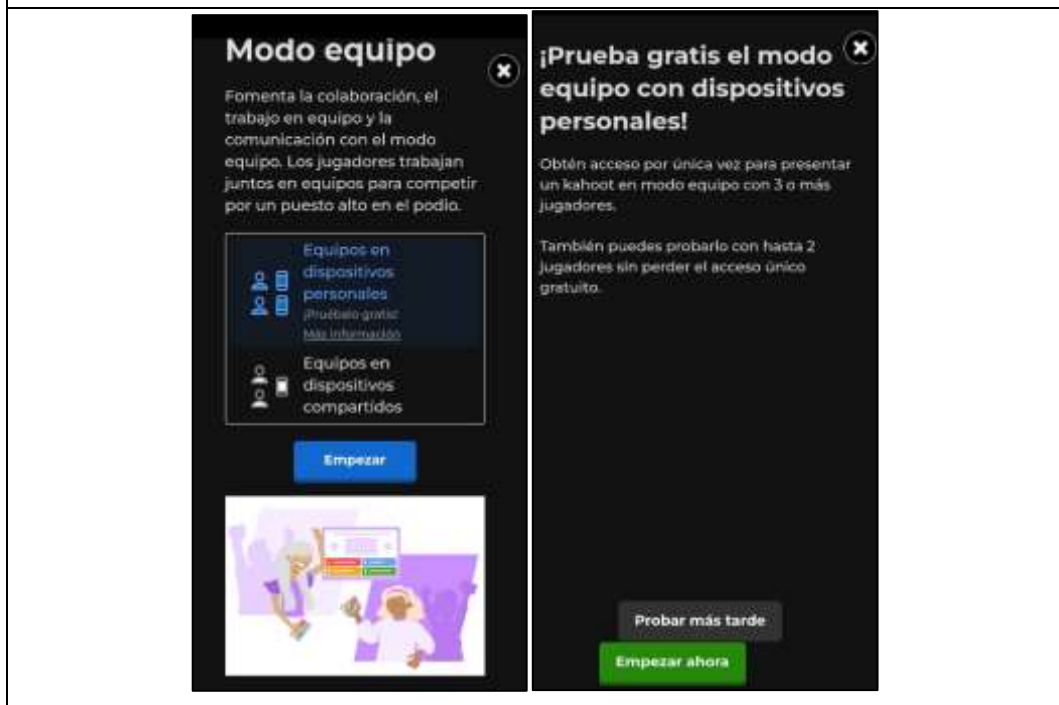 Modo equipo
Fomenta la colaboración, el
trabajo en equipo y la
comunicación con el modo
equipo. Los jugadores trabajan
juntos en equipos para competir
por un puesto alto en el podio.
Equipos en
dispositivos
personales
¡Pruébalo gratis!
Más información
Equipos en
dispositivos
compartidos
Empezar
¡Prueba gratis el modo
equipo con dispositivos
personales!
Obtén acceso por única vez para presentar
un kahoot en modo equipo con 3 o más
jugadores.
También puedes probarlo con hasta 2
jugadores sin perder el acceso único
gratuito.
Probar más tarde
Empezar ahora